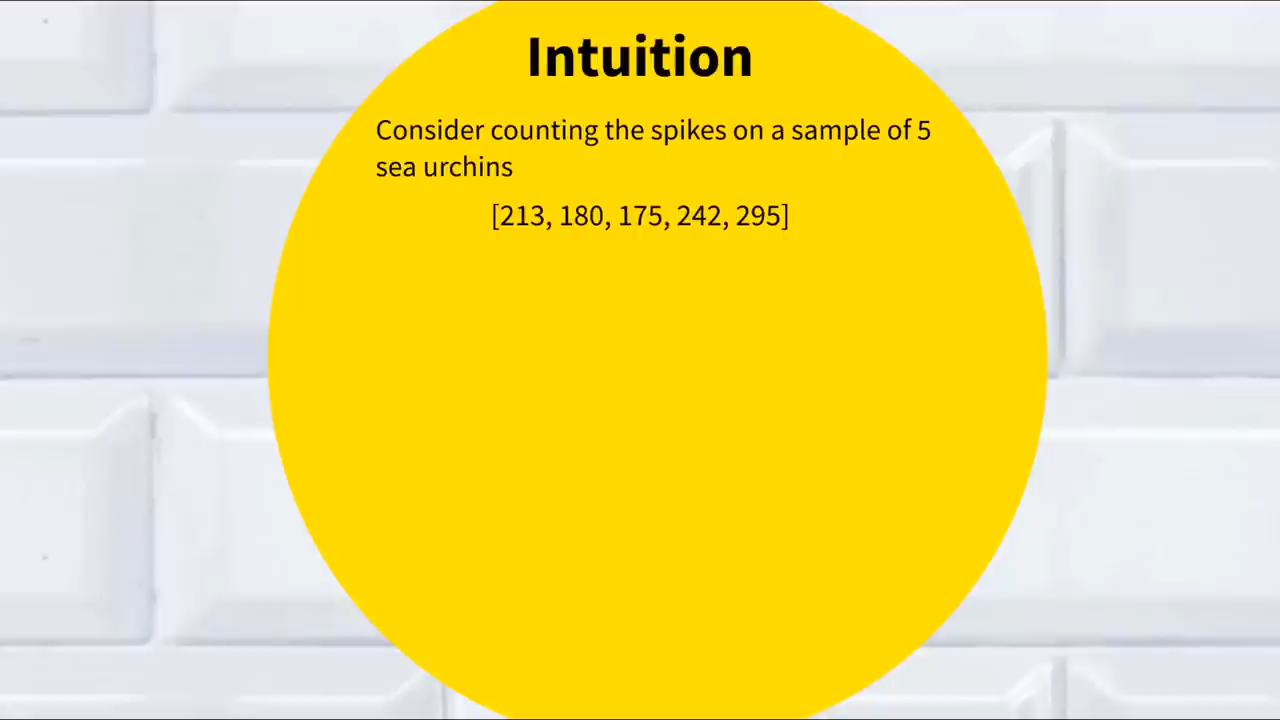 Intuition
Consider counting the spikes on a sample of 5
sea urchins
[213, 180, 175, 242, 295]